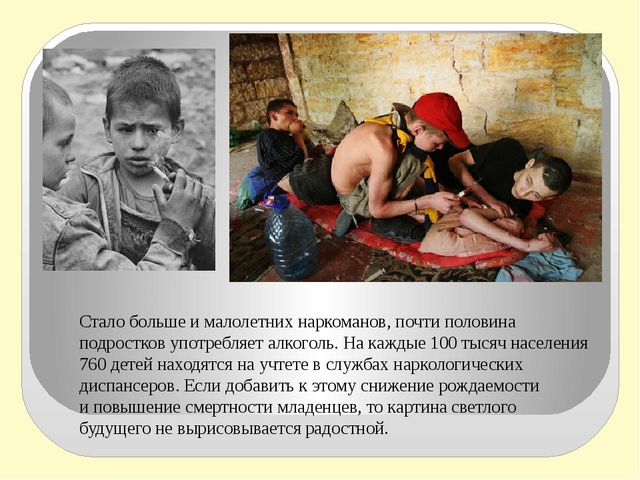 Стало больше и малолетних наркоманов, почти половина
подростков употребляет алкоголь. На каждые 100 тысяч населения
760 детей находятся на учтете в службах наркологических
диспансеров. Если добавить к этому снижение рождаемости
и повышение смертности младенцев, то картина светлого
будущего не вырисовывается радостной.